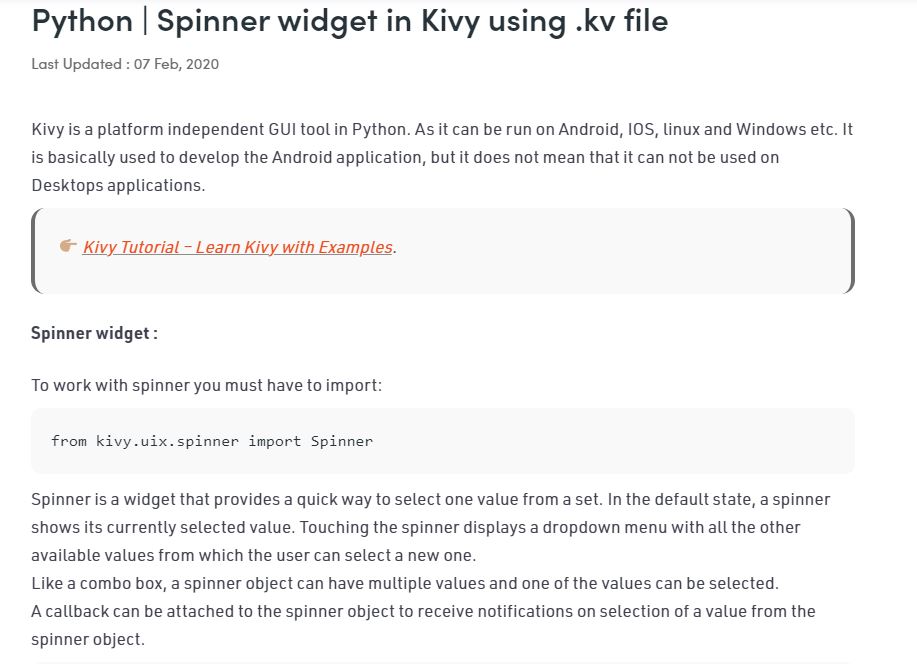 Python | Spinner widget in Kivy using .kv file
Last Updated : 07 Feb, 2020
Kivy is a platform independent GUI tool in Python. As it can be run on Android, IOS, linux and Windows etc. It
is basically used to develop the Android application, but it does not mean that it can not be used on
Desktops applications.
Kivy Tutorial – Learn Kivy with Examples.
Spinner widget :
To work with spinner you must have to import:
from kivy.uix.spinner import Spinner
Spinner is a widget that provides a quick way to select one value from a set. In the default state, a spinner
shows its currently selected value. Touching the spinner displays a dropdown menu with all the other
available values from which the user can select a new one.
Like a combo box, a spinner object can have multiple values and one of the values can be selected.
A callback can be attached to the spinner object to receive notifications on selection of a value from the
spinner object.